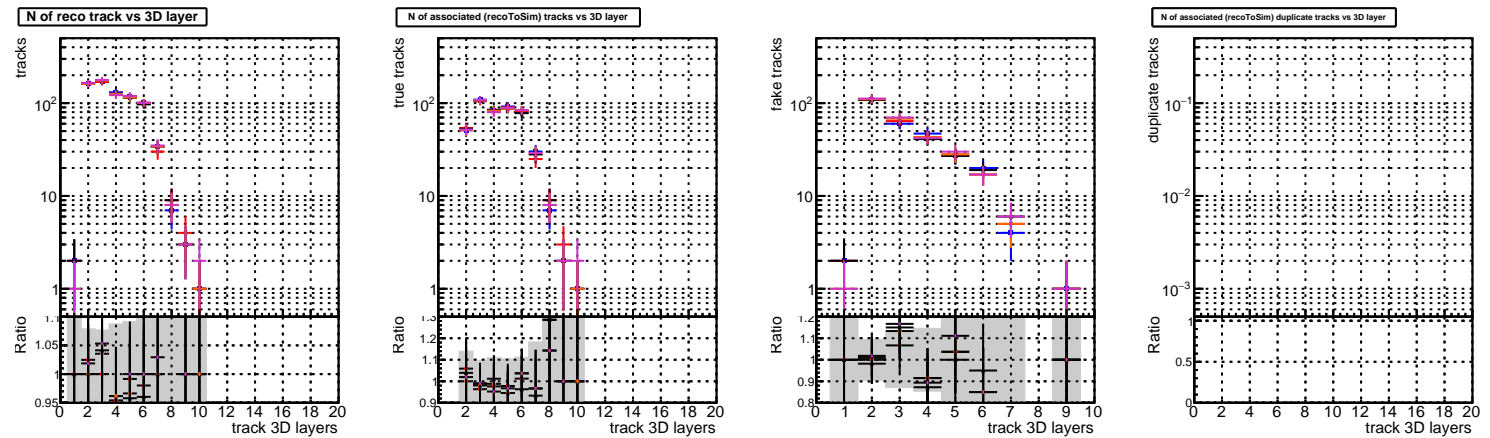 N of reco track vs 3D layer
tracks
10²
10
1
Ratio
1.1
1.05
1
0.95
0 2 4 6 8 10 12 14 16 18 20
track 3D layers
N of associated (recoToSim) tracks vs 3D layer
true tracks
10²
10
1
Ratio
1.3
1.2
1.1
1
0.9
0 2 4 6 8 10 12 14 16 18 20
track 3D layers
fake tracks
10²
10
1
Ratio
1.2
1.1
1
0.9
0.8
0 1 2 3 4 5 6 7 8 9 10
track 3D layers
N of associated (recoToSim) duplicate tracks vs 3D layer
duplicate tracks
10⁻¹
10⁻²
10⁻³
Ratio
1
0.5
0
0 2 4 6 8 10 12 14 16 18 20
track 3D layers